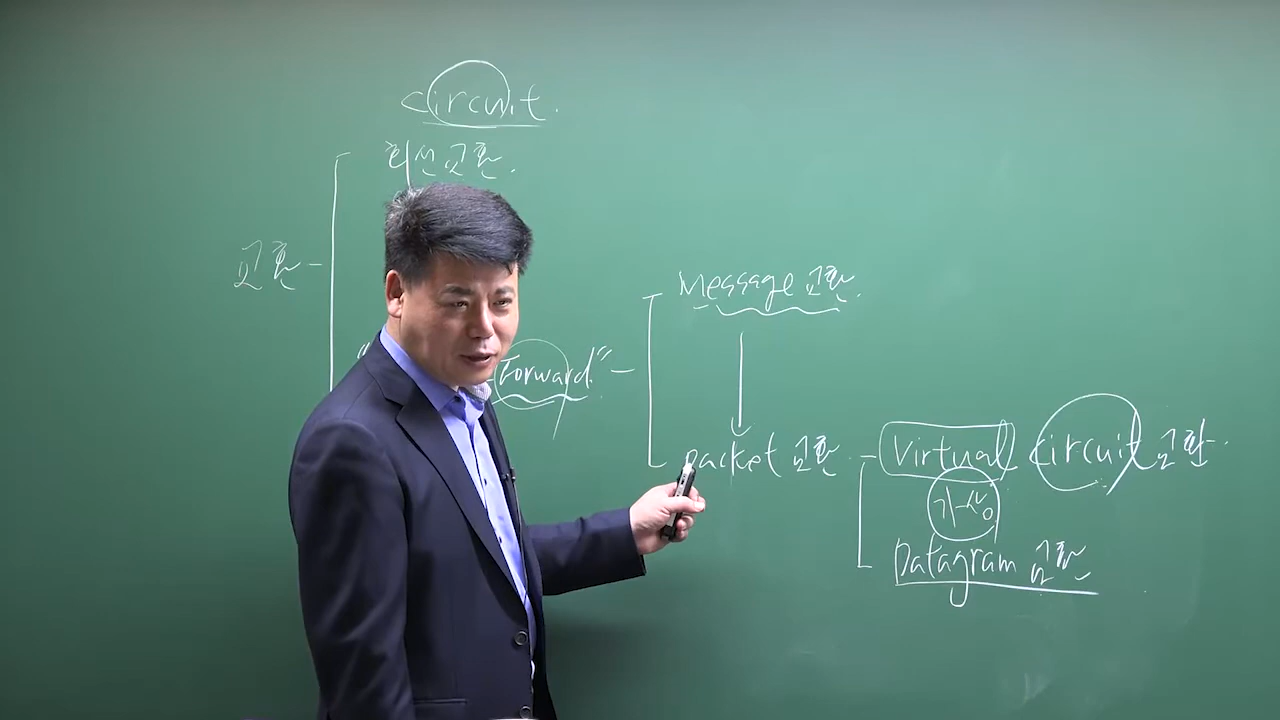 circuit.
회선교환.
교환
Message 교환.
Forward"
packet 교환
Virtual Circuit 교환.
가상
Datagram 교환